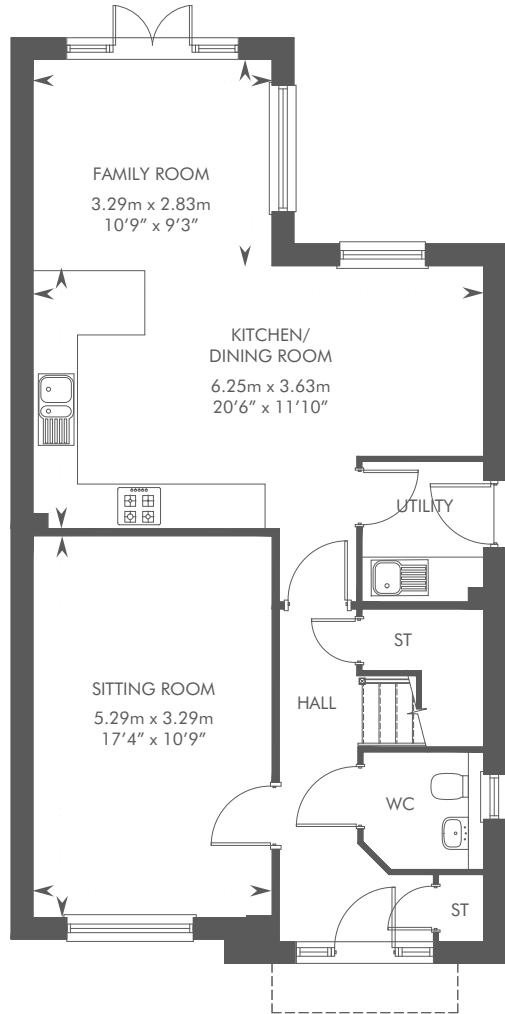 FAMILY ROOM
3.29m x 2.83m
10’9” x 9’3”
KITCHEN/
DINING ROOM
6.25m x 3.63m
20’6” x 11’10”
UTILITY
ST
SITTING ROOM
5.29m x 3.29m
17’4” x 10’9”
HALL
WC
ST